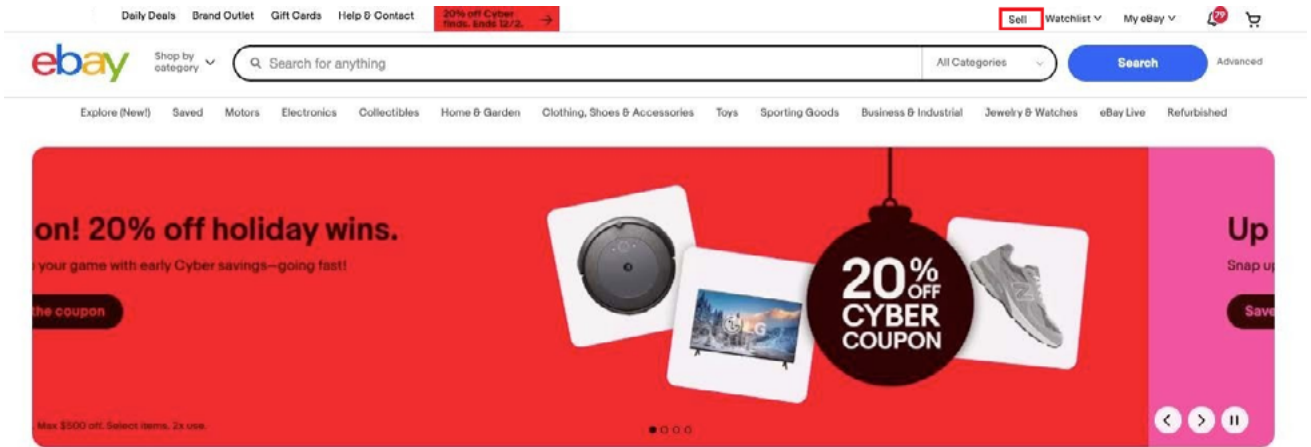 Daily Deals Brand Outlet Gift Cards Help & Contact
20% off Cyber
finds. Ends 12/2.
Sell Watchlist My eBay 79
ebay
Shop by
category
Search for anything
All Categories
Search
Advanced
Explore (New!) Saved Motors Electronics Collectibles Home & Garden Clothing, Shoes & Accessories Toys Sporting Goods Business & Industrial Jewelry & Watches eBay Live Refurbished
on! 20% off holiday wins.
your game with early Cyber savings—going fast!
the coupon
Max $500 off. Select items. 2x use.
LG
20%
OFF
CYBER
COUPON
N
Up
Snap up
Save